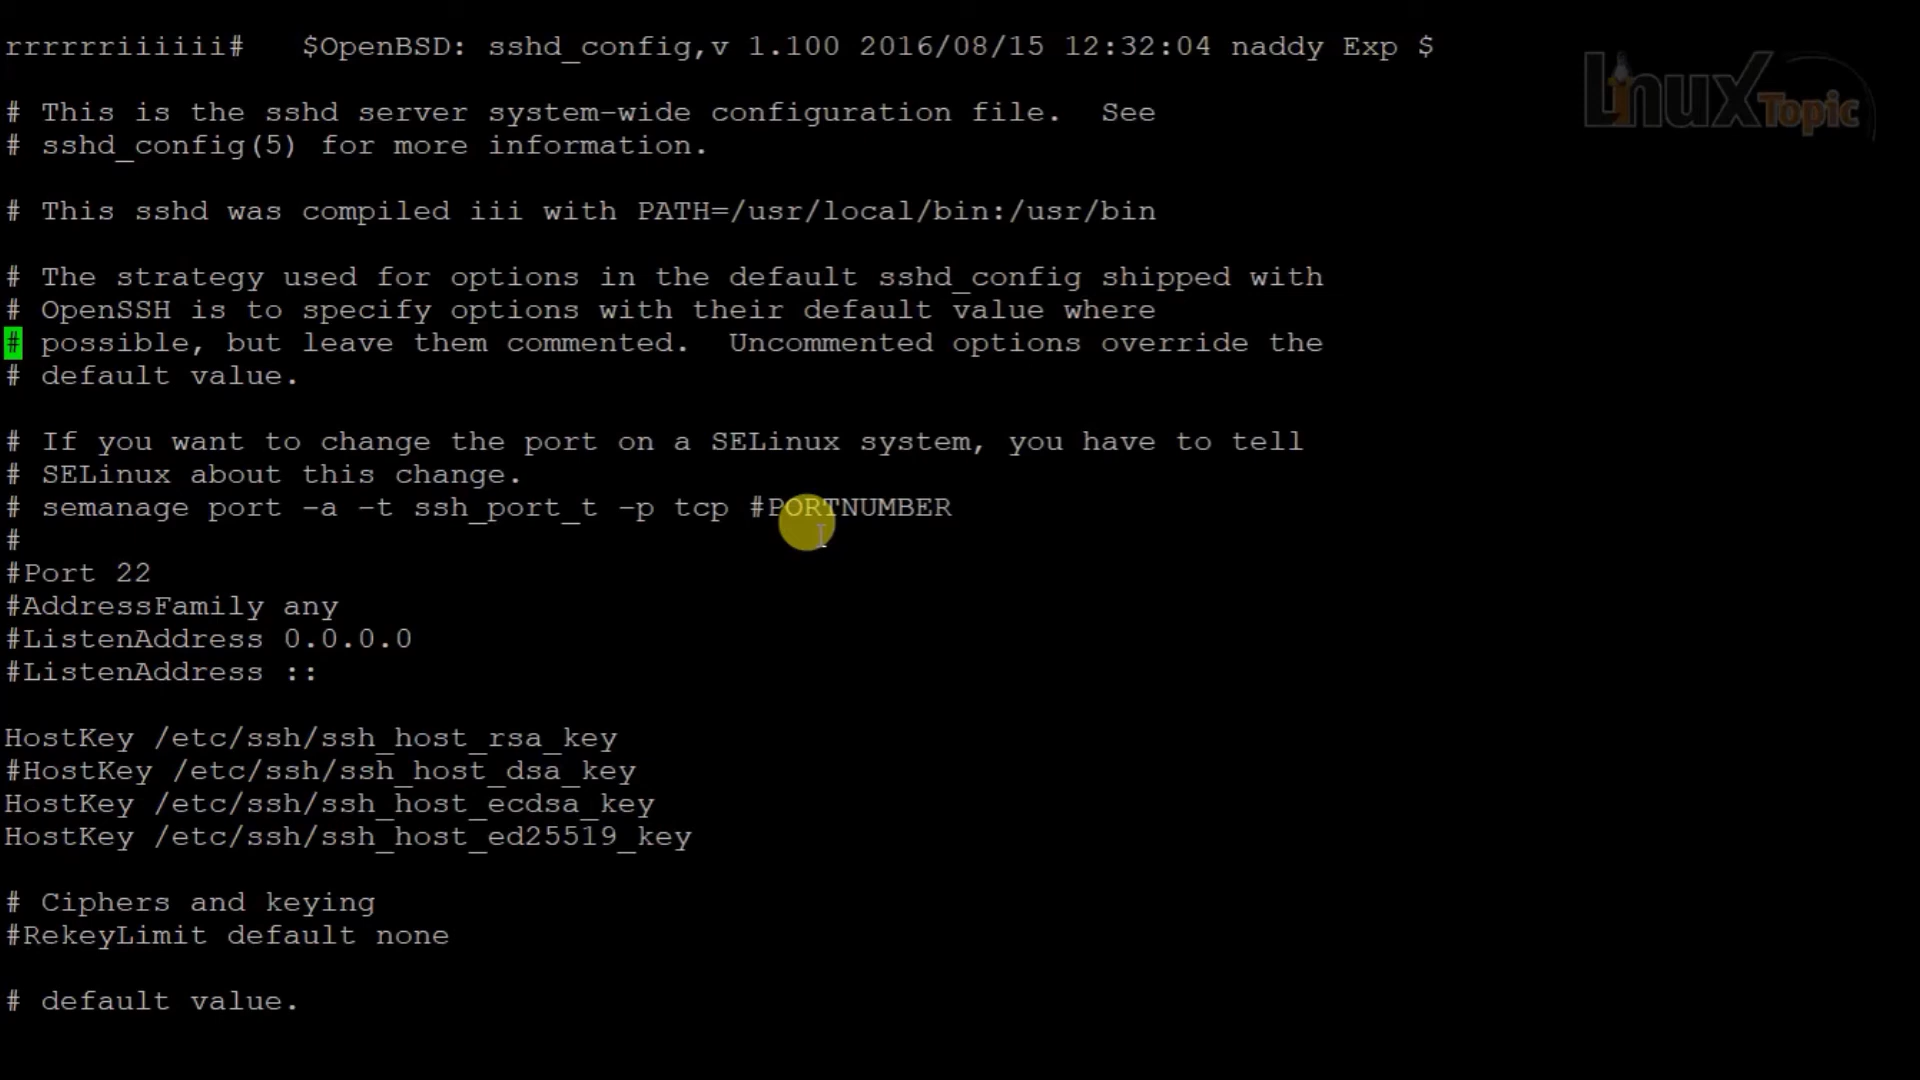 rrrrrriiiiii#   $OpenBSD: sshd_config,v 1.100 2016/08/15 12:32:04 naddy Exp $
Linux Topic
# This is the sshd server system-wide configuration file.  See
# sshd_config(5) for more information.
# This sshd was compiled iii with PATH=/usr/local/bin:/usr/bin
# The strategy used for options in the default sshd_config shipped with
# OpenSSH is to specify options with their default value where
# possible, but leave them commented.  Uncommented options override the
# default value.
# If you want to change the port on a SELinux system, you have to tell
# SELinux about this change.
# semanage port -a -t ssh_port_t -p tcp #PORTNUMBER
#
#Port 22
#AddressFamily any
#ListenAddress 0.0.0.0
#ListenAddress ::
HostKey /etc/ssh/ssh_host_rsa_key
#HostKey /etc/ssh/ssh_host_dsa_key
HostKey /etc/ssh/ssh_host_ecdsa_key
HostKey /etc/ssh/ssh_host_ed25519_key
# Ciphers and keying
#RekeyLimit default none
# default value.